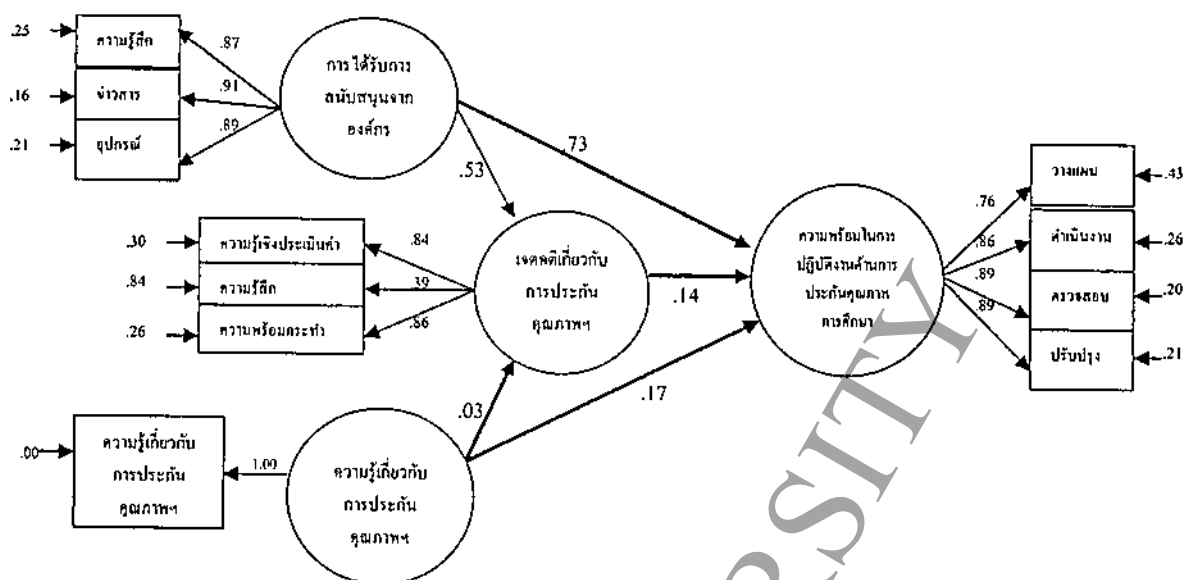 .25
ความรู้สึก
.87
.16
ข่าวสาร
.91
.21
อุปกรณ์
.89
การได้รับการ
สนับสนุนจาก
องค์กร
.73
.53
.30
ความรู้เชิงประเมินค่า
.84
.84
ความรู้สึก
.39
.26
ความพร้อมกระทำ
.86
เจตคติเกี่ยวกับ
การประกัน
คุณภาพฯ
.14
.03
.17
.00
ความรู้เกี่ยวกับ
การประกัน
คุณภาพฯ
1.00
ความรู้เกี่ยวกับ
การประกัน
คุณภาพฯ
ความพร้อมในการ
ปฏิบัติงานด้านการ
ประกันคุณภาพ
การศึกษา
.76
วางแผน
.43
.86
ดำเนินงาน
.26
.89
ตรวจสอบ
.20
.89
ปรับปรุง
.21
RSITY